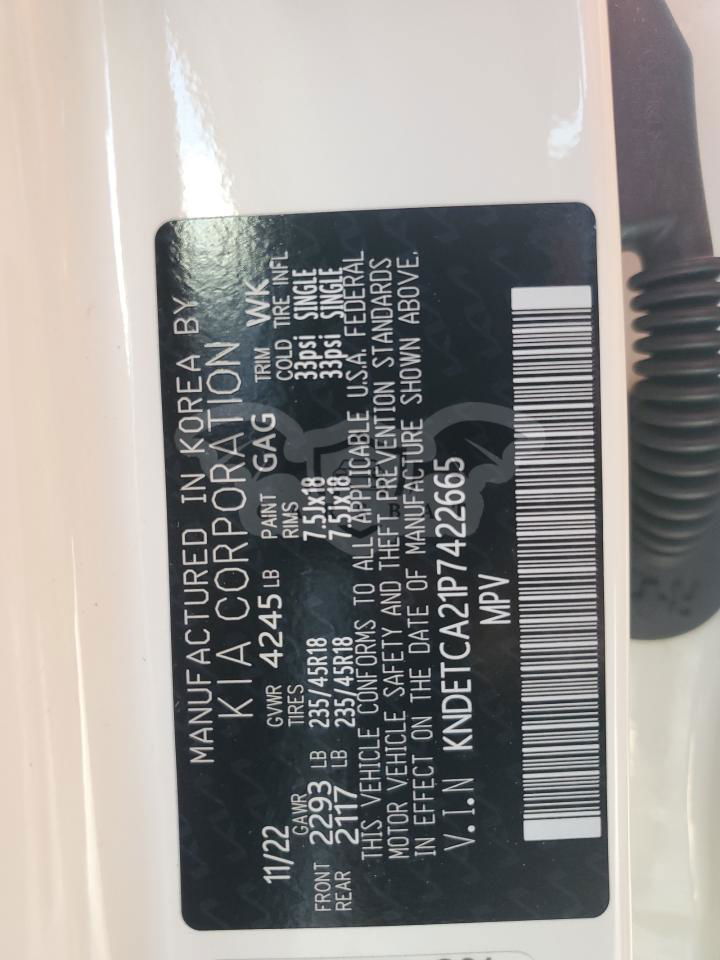 MANUFACTURED IN KOREA BY
KIA CORPORATION
11/22 GVWR 4245 LB PAINT GAG TRIM WK
GAWR TIRES RIMS COLD TIRE INFL
FRONT 2293 LB 235/45R18 7.5Jx18 33psi SINGLE
REAR 2117 LB 235/45R18 7.5Jx18 33psi SINGLE
THIS VEHICLE CONFORMS TO ALL APPLICABLE U.S.A. FEDERAL
MOTOR VEHICLE SAFETY AND THEFT PREVENTION STANDARDS
IN EFFECT ON THE DATE OF MANUFACTURE SHOWN ABOVE.
V.I.N KNDETCA21P7422665
MPV